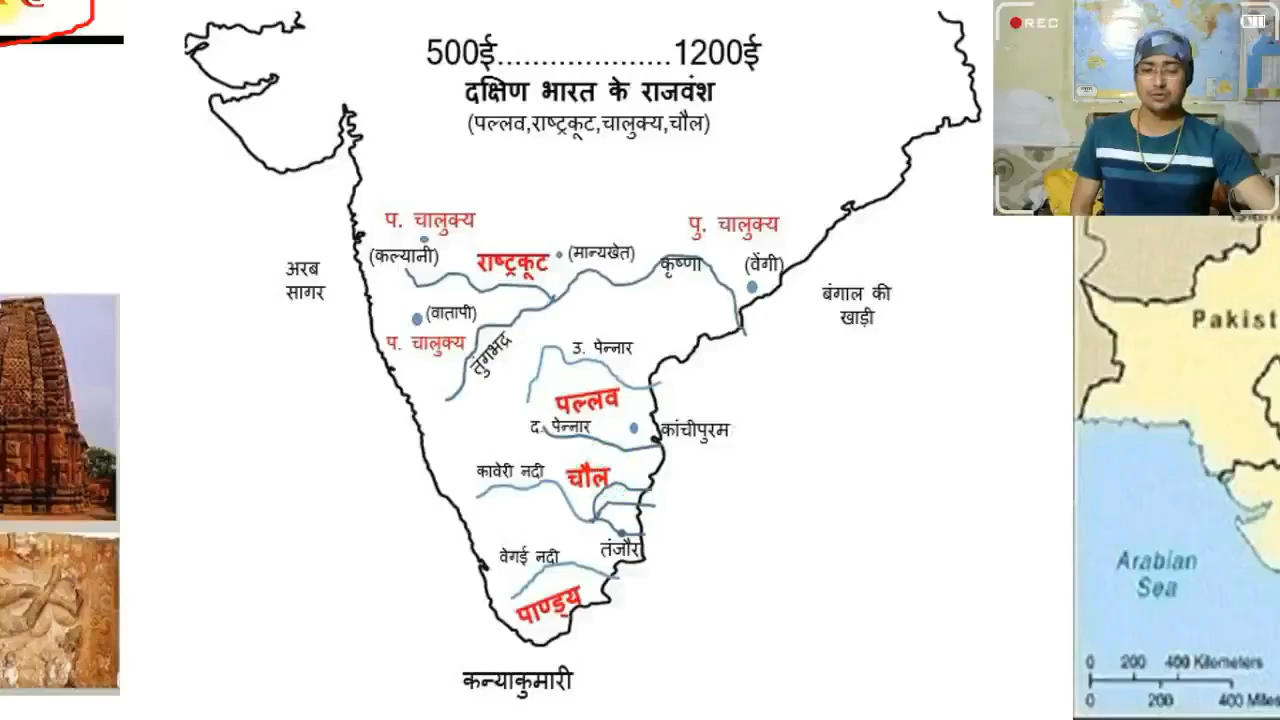 500ई....................1200ई
दक्षिण भारत के राजवंश
(पल्लव,राष्ट्रकूट,चालुक्य,चौल)
REC
प. चालुक्य
पु. चालुक्य
(कल्यानी)
राष्ट्रकूट
(मान्यखेत)
कृष्णा
(वेंगी)
अरब
सागर
बंगाल की
खाड़ी
(वातापी)
प. चालुक्य
तुंगभद्र
उ. पेन्नार
पल्लव
द. पेन्नार
कांचीपुरम
कावेरी नदी
चौल
तंजौर
वेगई नदी
पाण्ड्य
कन्याकुमारी
Pakist
Arabian
Sea
0 200 400 Kilometers
0 200 400 Miles